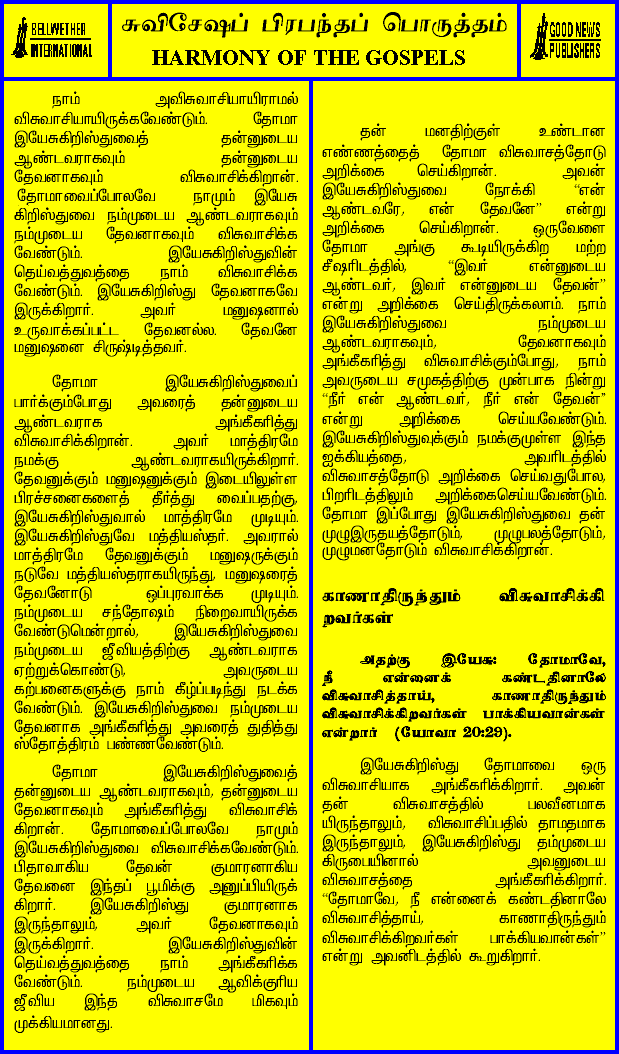 BELLWETHER
INTERNATIONAL
சுவிசேஷப் பிரபந்தப் பொருத்தம்
HARMONY OF THE GOSPELS
GOOD NEWS
PUBLISHERS
நாம் அவிசுவாசியாயிராமல்
விசுவாசியாயிருக்கவேண்டும். தோமா
இயேசுகிறிஸ்துவைத் தன்னுடைய
ஆண்டவராகவும் தன்னுடைய
தேவனாகவும் விசுவாசிக்கிறான்.
தோமாவைப்போலவே நாமும் இயேசு
கிறிஸ்துவை நம்முடைய ஆண்டவராகவும்
நம்முடைய தேவனாகவும் விசுவாசிக்க
வேண்டும். இயேசுகிறிஸ்துவின்
தெய்வத்துவத்தை நாம் விசுவாசிக்க
வேண்டும். இயேசுகிறிஸ்து தேவனாகவே
இருக்கிறார். அவர் மனுஷனால்
உருவாக்கப்பட்ட தேவனல்ல. தேவனே
மனுஷனை சிருஷ்டித்தவர்.
தோமா இயேசுகிறிஸ்துவைப்
பார்க்கும்போது அவரைத் தன்னுடைய
ஆண்டவராக அங்கீகரித்து
விசுவாசிக்கிறான். அவர் மாத்திரமே
நமக்கு ஆண்டவராகயிருக்கிறார்.
தேவனுக்கும் மனுஷனுக்கும் இடையிலுள்ள
பிரச்சனைகளைத் தீர்த்து வைப்பதற்கு,
இயேசுகிறிஸ்துவால் மாத்திரமே முடியும்.
இயேசுகிறிஸ்துவே மத்தியஸ்தர். அவரால்
மாத்திரமே தேவனுக்கும் மனுஷருக்கும்
நடுவே மத்தியஸ்தராகயிருந்து, மனுஷரைத்
தேவனோடு ஒப்புரவாக்க முடியும்.
நம்முடைய சந்தோஷம் நிறைவாயிருக்க
வேண்டுமென்றால், இயேசுகிறிஸ்துவை
நம்முடைய ஜீவியத்திற்கு ஆண்டவராக
ஏற்றுக்கொண்டு, அவருடைய
கற்பனைகளுக்கு நாம் கீழ்ப்படிந்து நடக்க
வேண்டும். இயேசுகிறிஸ்துவை நம்முடைய
தேவனாக அங்கீகரித்து அவரைத் துதித்து
ஸ்தோத்திரம் பண்ணவேண்டும்.
தோமா இயேசுகிறிஸ்துவைத்
தன்னுடைய ஆண்டவராகவும், தன்னுடைய
தேவனாகவும் அங்கீகரித்து விசுவாசிக்
கிறான். தோமாவைப்போலவே நாமும்
இயேசுகிறிஸ்துவை விசுவாசிக்கவேண்டும்.
பிதாவாகிய தேவன் குமாரனாகிய
தேவனை இந்தப் பூமிக்கு அனுப்பியிருக்
கிறார். இயேசுகிறிஸ்து குமாரனாக
இருந்தாலும், அவர் தேவனாகவும்
இருக்கிறார். இயேசுகிறிஸ்துவின்
தெய்வத்துவத்தை நாம் அங்கீகரிக்க
வேண்டும். நம்முடைய ஆவிக்குரிய
ஜீவிய இந்த விசுவாசமே மிகவும்
முக்கியமானது.
தன் மனதிற்குள் உண்டான
எண்ணத்தைத் தோமா விசுவாசத்தோடு
அறிக்கை செய்கிறான். அவன்
இயேசுகிறிஸ்துவை நோக்கி “என்
ஆண்டவரே, என் தேவனே” என்று
அறிக்கை செய்கிறான். ஒருவேளை
தோமா அங்கு கூடியிருக்கிற மற்ற
சீஷரிடத்தில், “இவர் என்னுடைய
ஆண்டவர், இவர் என்னுடைய தேவன்”
என்று அறிக்கை செய்திருக்கலாம். நாம்
இயேசுகிறிஸ்துவை நம்முடைய
ஆண்டவராகவும், தேவனாகவும்
அங்கீகரித்து விசுவாசிக்கும்போது, நாம்
அவருடைய சமுகத்திற்கு முன்பாக நின்று
“நீர் என் ஆண்டவர், நீர் என் தேவன்”
என்று அறிக்கை செய்யவேண்டும்.
இயேசுகிறிஸ்துவுக்கும் நமக்குமுள்ள இந்த
ஐக்கியத்தை, அவரிடத்தில்
விசுவாசத்தோடு அறிக்கை செய்வதுபோல,
பிறரிடத்திலும் அறிக்கைசெய்யவேண்டும்.
தோமா இப்போது இயேசுகிறிஸ்துவை தன்
முழுஇருதயத்தோடும், முழுபலத்தோடும்,
முழுமனதோடும் விசுவாசிக்கிறான்.
காணாதிருந்தும் விசுவாசிக்கி
றவர்கள்
அதற்கு இயேசு: தோமாவே,
நீ என்னைக் கண்டதினாலே
விசுவாசித்தாய், காணாதிருந்தும்
விசுவாசிக்கிறவர்கள் பாக்கியவான்கள்
என்றார் (யோவா 20:29).
இயேசுகிறிஸ்து தோமாவை ஒரு
விசுவாசியாக அங்கீகரிக்கிறார். அவன்
தன் விசுவாசத்தில் பலவீனமாக
யிருந்தாலும், விசுவாசிப்பதில் தாமதமாக
இருந்தாலும், இயேசுகிறிஸ்து தம்முடைய
கிருபையினால் அவனுடைய
விசுவாசத்தை அங்கீகரிக்கிறார்.
“தோமாவே, நீ என்னைக் கண்டதினாலே
விசுவாசித்தாய், காணாதிருந்தும்
விசுவாசிக்கிறவர்கள் பாக்கியவான்கள்”
என்று அவனிடத்தில் கூறுகிறார்.